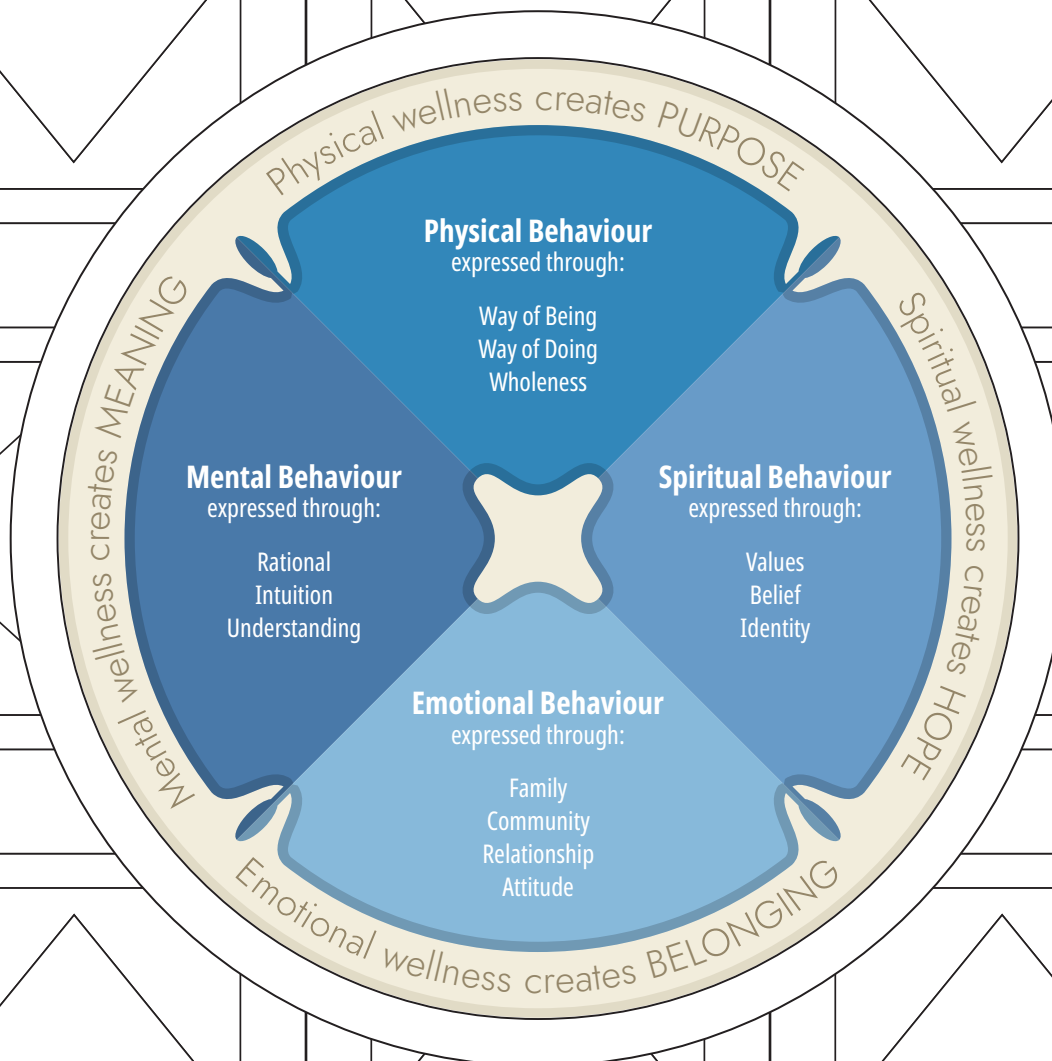 Physical wellness creates PURPOSE
Physical Behaviour
expressed through:
Way of Being
Way of Doing
Wholeness
Mental wellness creates MEANING
Mental Behaviour
expressed through:
Rational
Intuition
Understanding
Spiritual Behaviour
expressed through:
Values
Belief
Identity
Spiritual wellness creates HOPE
Emotional Behaviour
expressed through:
Family
Community
Relationship
Attitude
Emotional wellness creates BELONGING